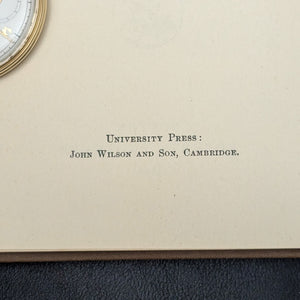 University Press:
John Wilson and Son, Cambridge.